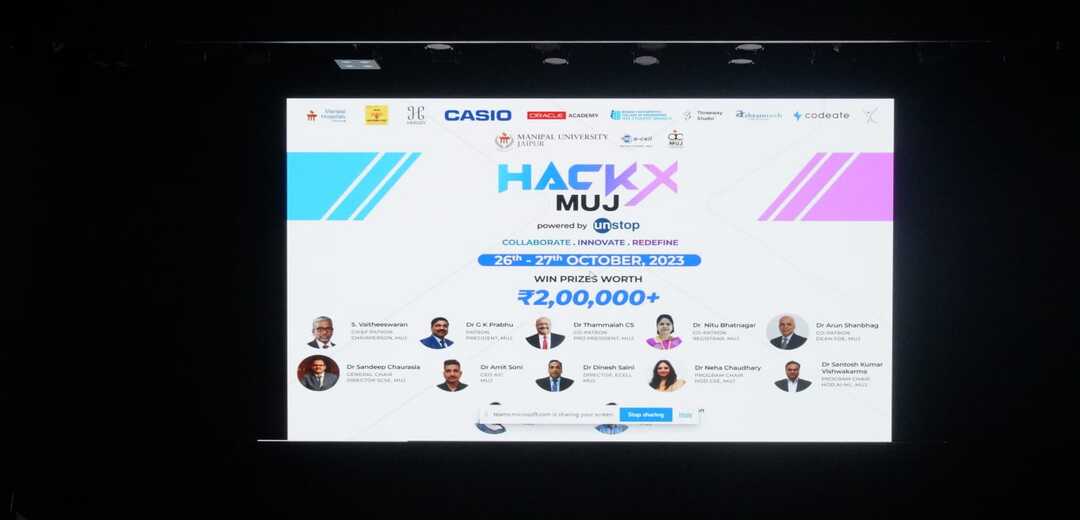 Manipal Hospitals
CASIO
ORACLE ACADEMY
Threeway Studio
codeate
MANIPAL UNIVERSITY
JAIPUR
e-cell
MUJ
HACKX
MUJ
powered by unstop
COLLABORATE . INNOVATE . REDEFINE
26th - 27th OCTOBER, 2023
WIN PRIZES WORTH
₹2,00,000+
S. Vaitheeswaran
CHIEF PATRON
CHAIRPERSON, MUJ
Dr G K Prabhu
PATRON
PRESIDENT, MUJ
Dr Thammaiah CS
CO-PATRON
PRO PRESIDENT, MUJ
Dr Nitu Bhatnagar
CO-PATRON
REGISTRAR, MUJ
Dr Arun Shanbhag
CO-PATRON
DEAN FOE, MUJ
Dr Sandeep Chaurasia
GENERAL CHAIR
DIRECTOR SCSE, MUJ
Dr Amit Soni
CEO AIC
MUJ
Dr Dinesh Saini
DIRECTOR, ECELL
MUJ
Dr Neha Chaudhary
PROGRAM CHAIR
HOD CSE, MUJ
Dr Santosh Kumar
Vishwakarma
PROGRAM CHAIR
HOD AI-ML, MUJ
teams.microsoft.com is sharing your screen.
Stop sharing
Hide